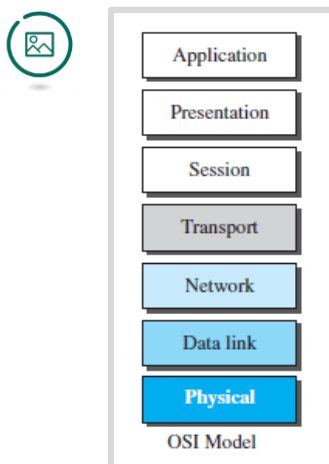 Application
Presentation
Session
Transport
Network
Data link
Physical
OSI Model